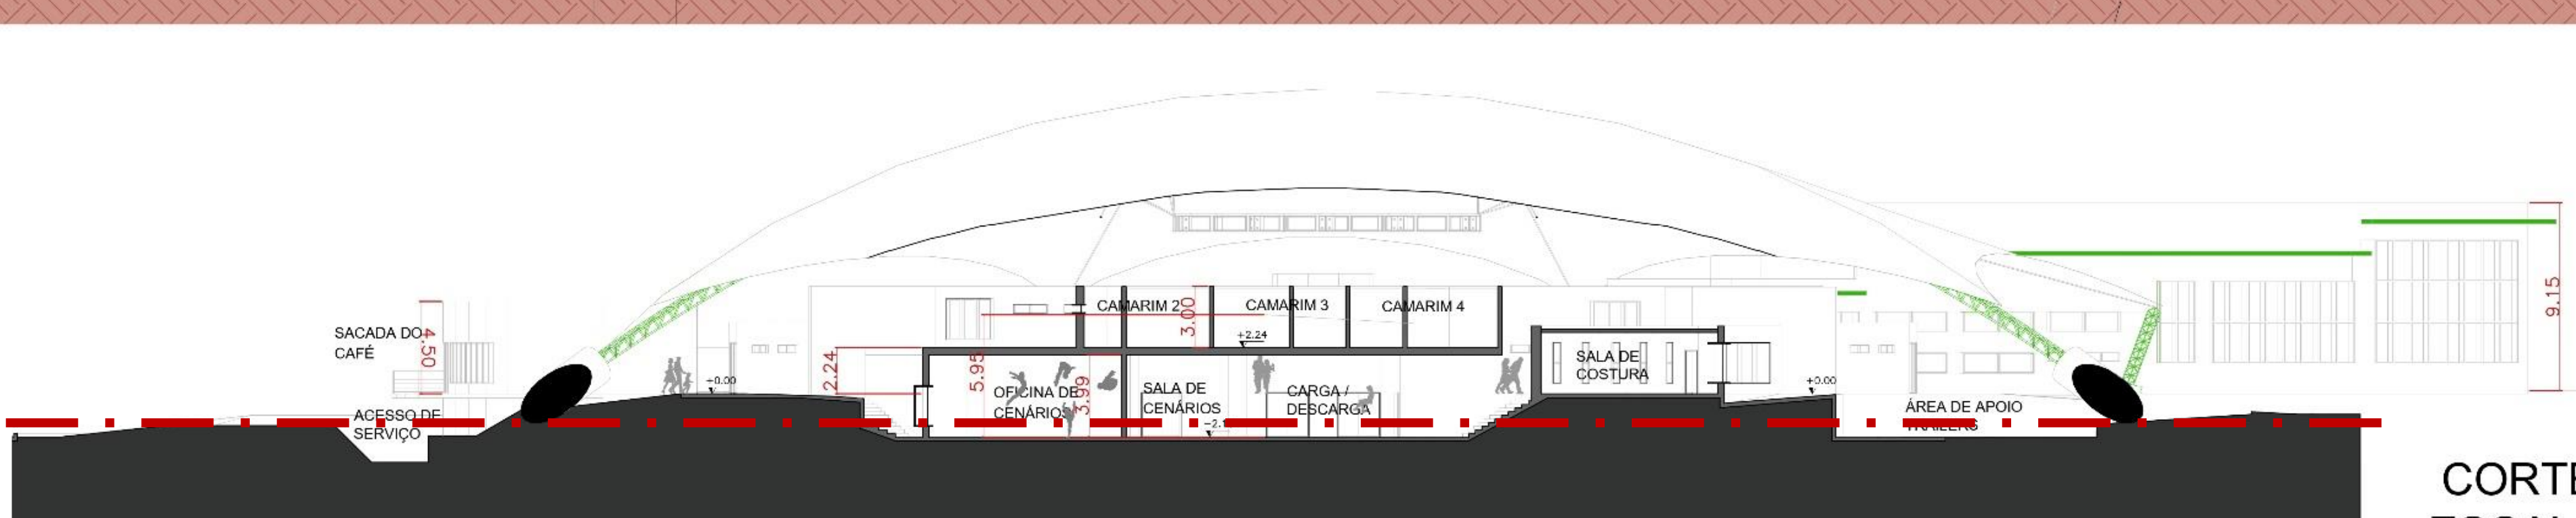 9.15
CAMARIM 2
3.00
CAMARIM 3
CAMARIM 4
+2.24
SACADA DO
CAFÉ
4.50
+0.00
2.24
5.95
3.99
OFICINA DE
CENÁRIOS
SALA DE
CENÁRIOS
CARGA /
DESCARGA
SALA DE
COSTURA
+0.00
ACESSO DE
SERVIÇO
ÁREA DE APOIO
TRAILERS
CORTE